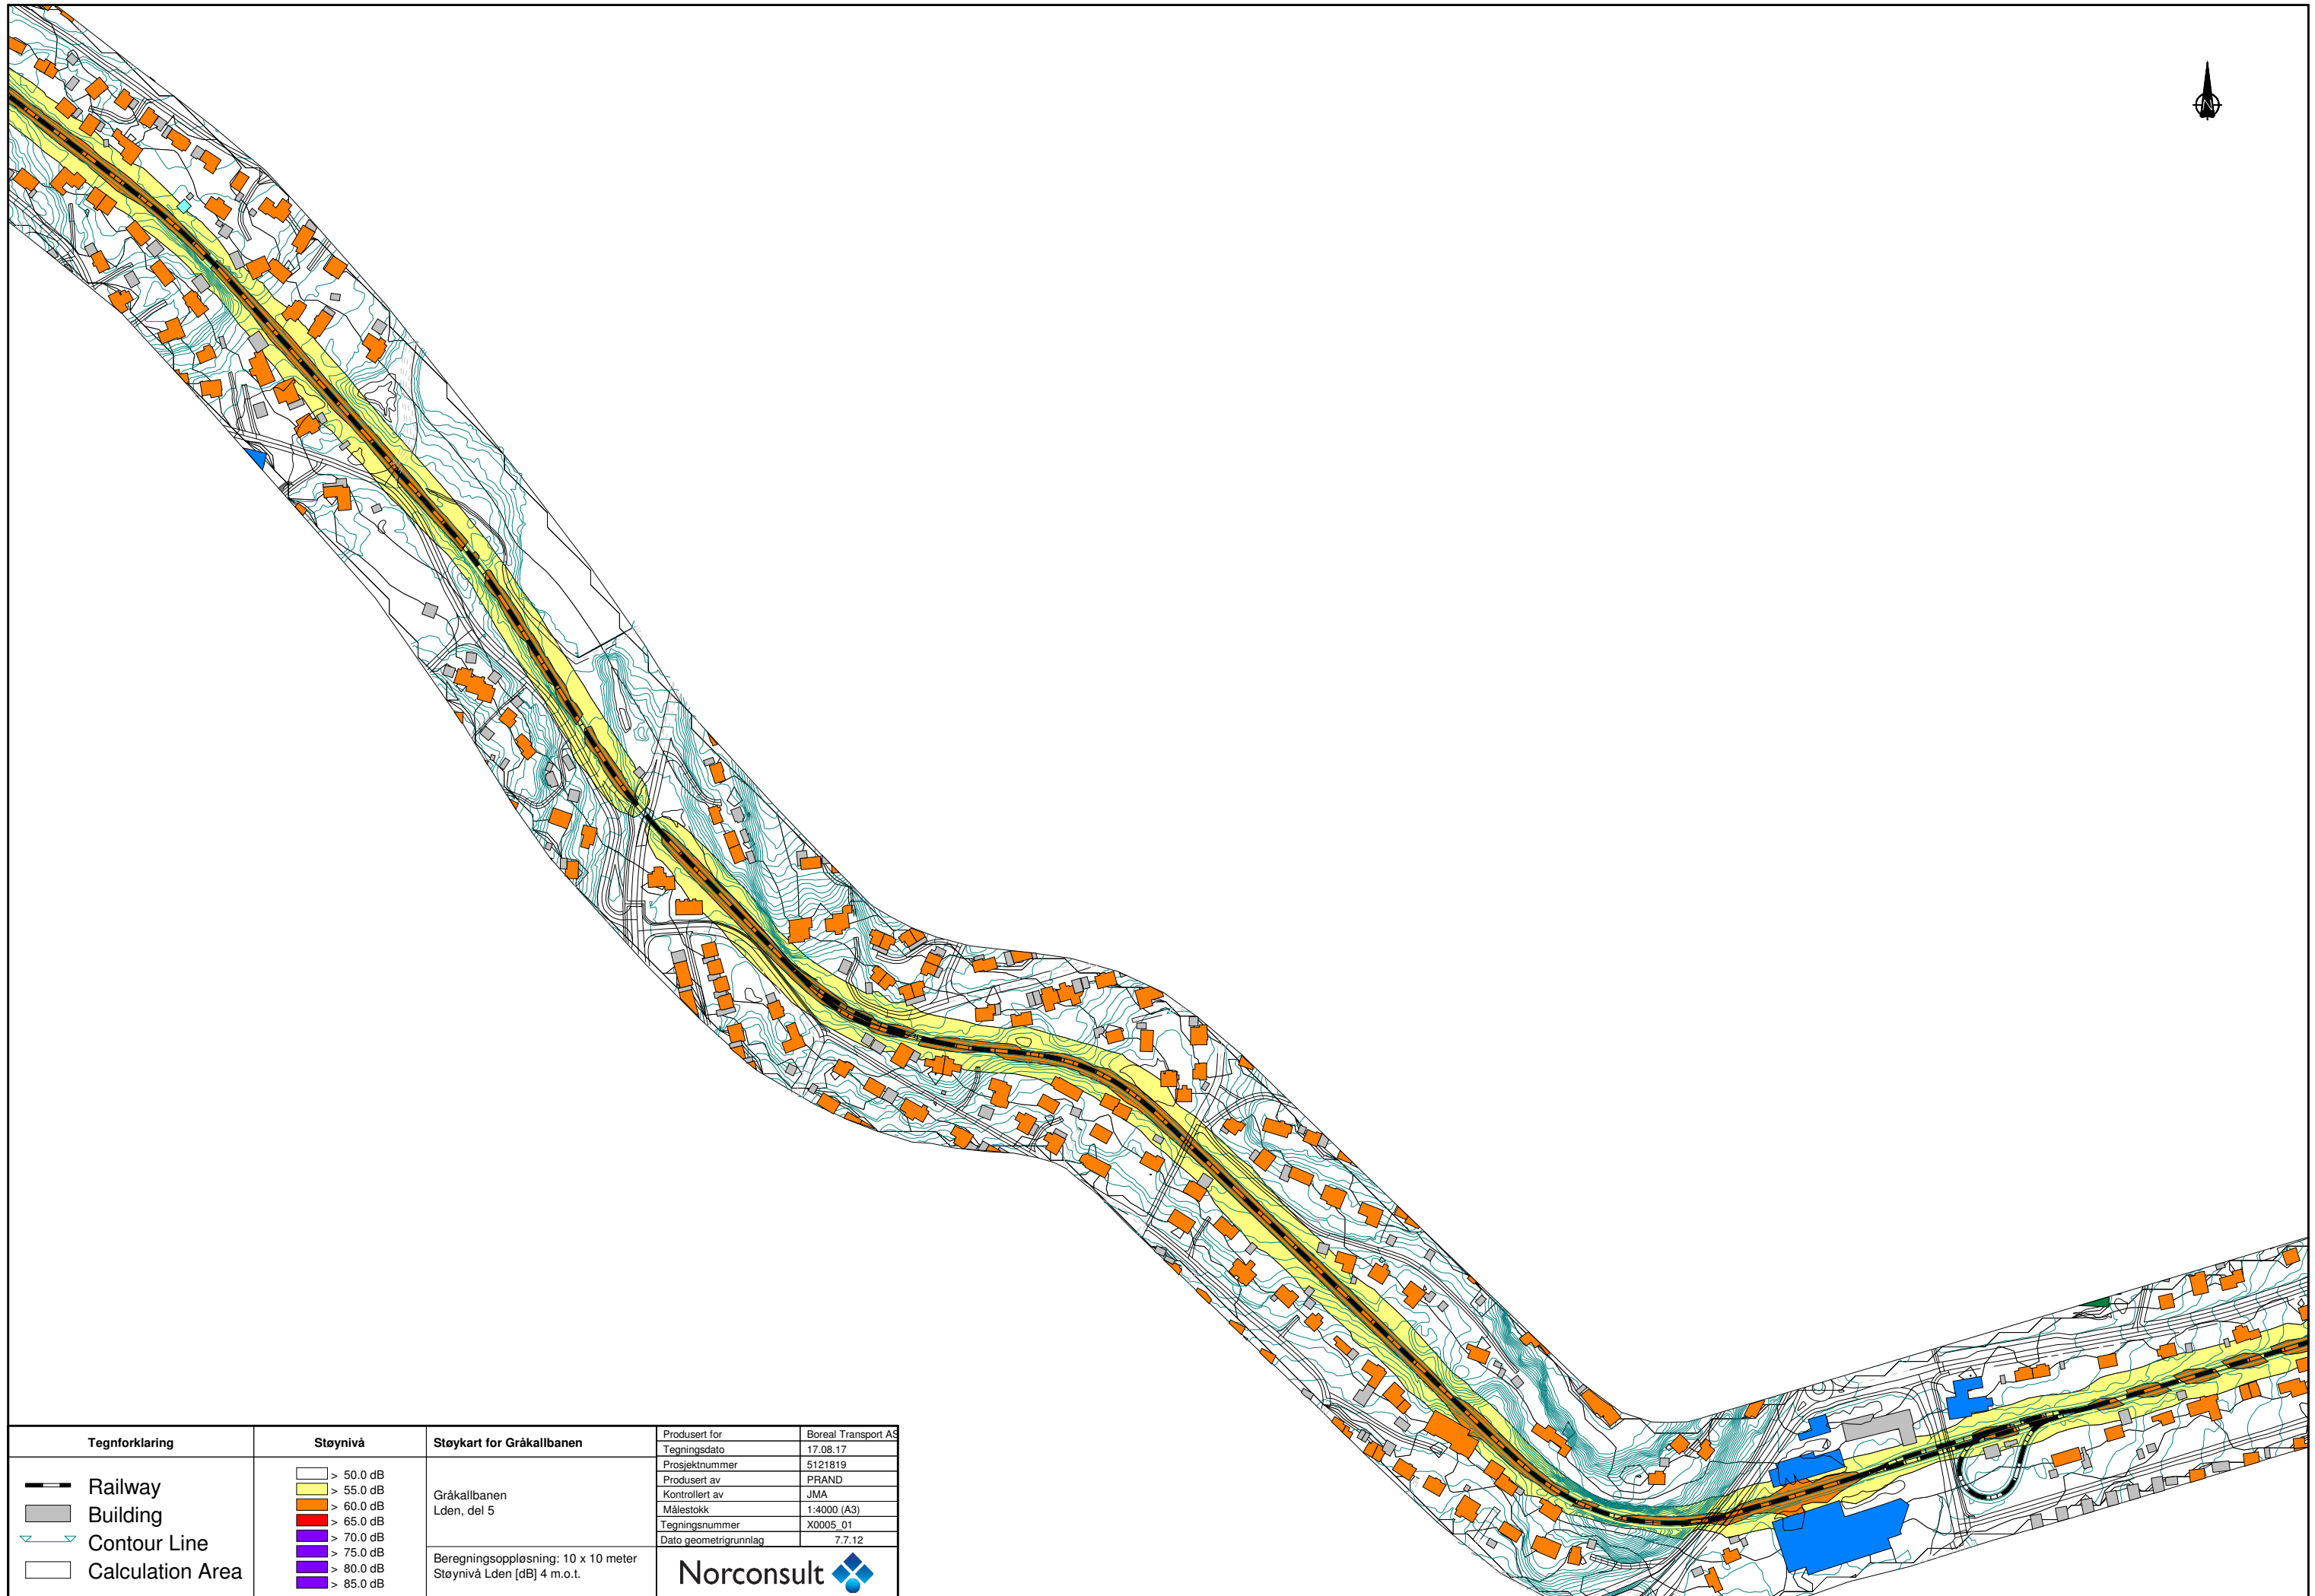 N
Tegnforklaring
Railway
Building
Contour Line
Calculation Area
Støynivå
> 50.0 dB
> 55.0 dB
> 60.0 dB
> 65.0 dB
> 70.0 dB
> 75.0 dB
> 80.0 dB
> 85.0 dB
Støykart for Gråkallbanen
Gråkallbanen
Lden, del 5
Beregningsoppløsning: 10 x 10 meter
Støynivå Lden [dB] 4 m.o.t.
Produsert for Boreal Transport AS
Tegningsdato 17.08.17
Prosjektnummer 5121819
Produsert av PRAND
Kontrollert av JMA
Målestokk 1:4000 (A3)
Tegningsnummer X0005_01
Dato geometrigrunnlag 7.7.12
Norconsult